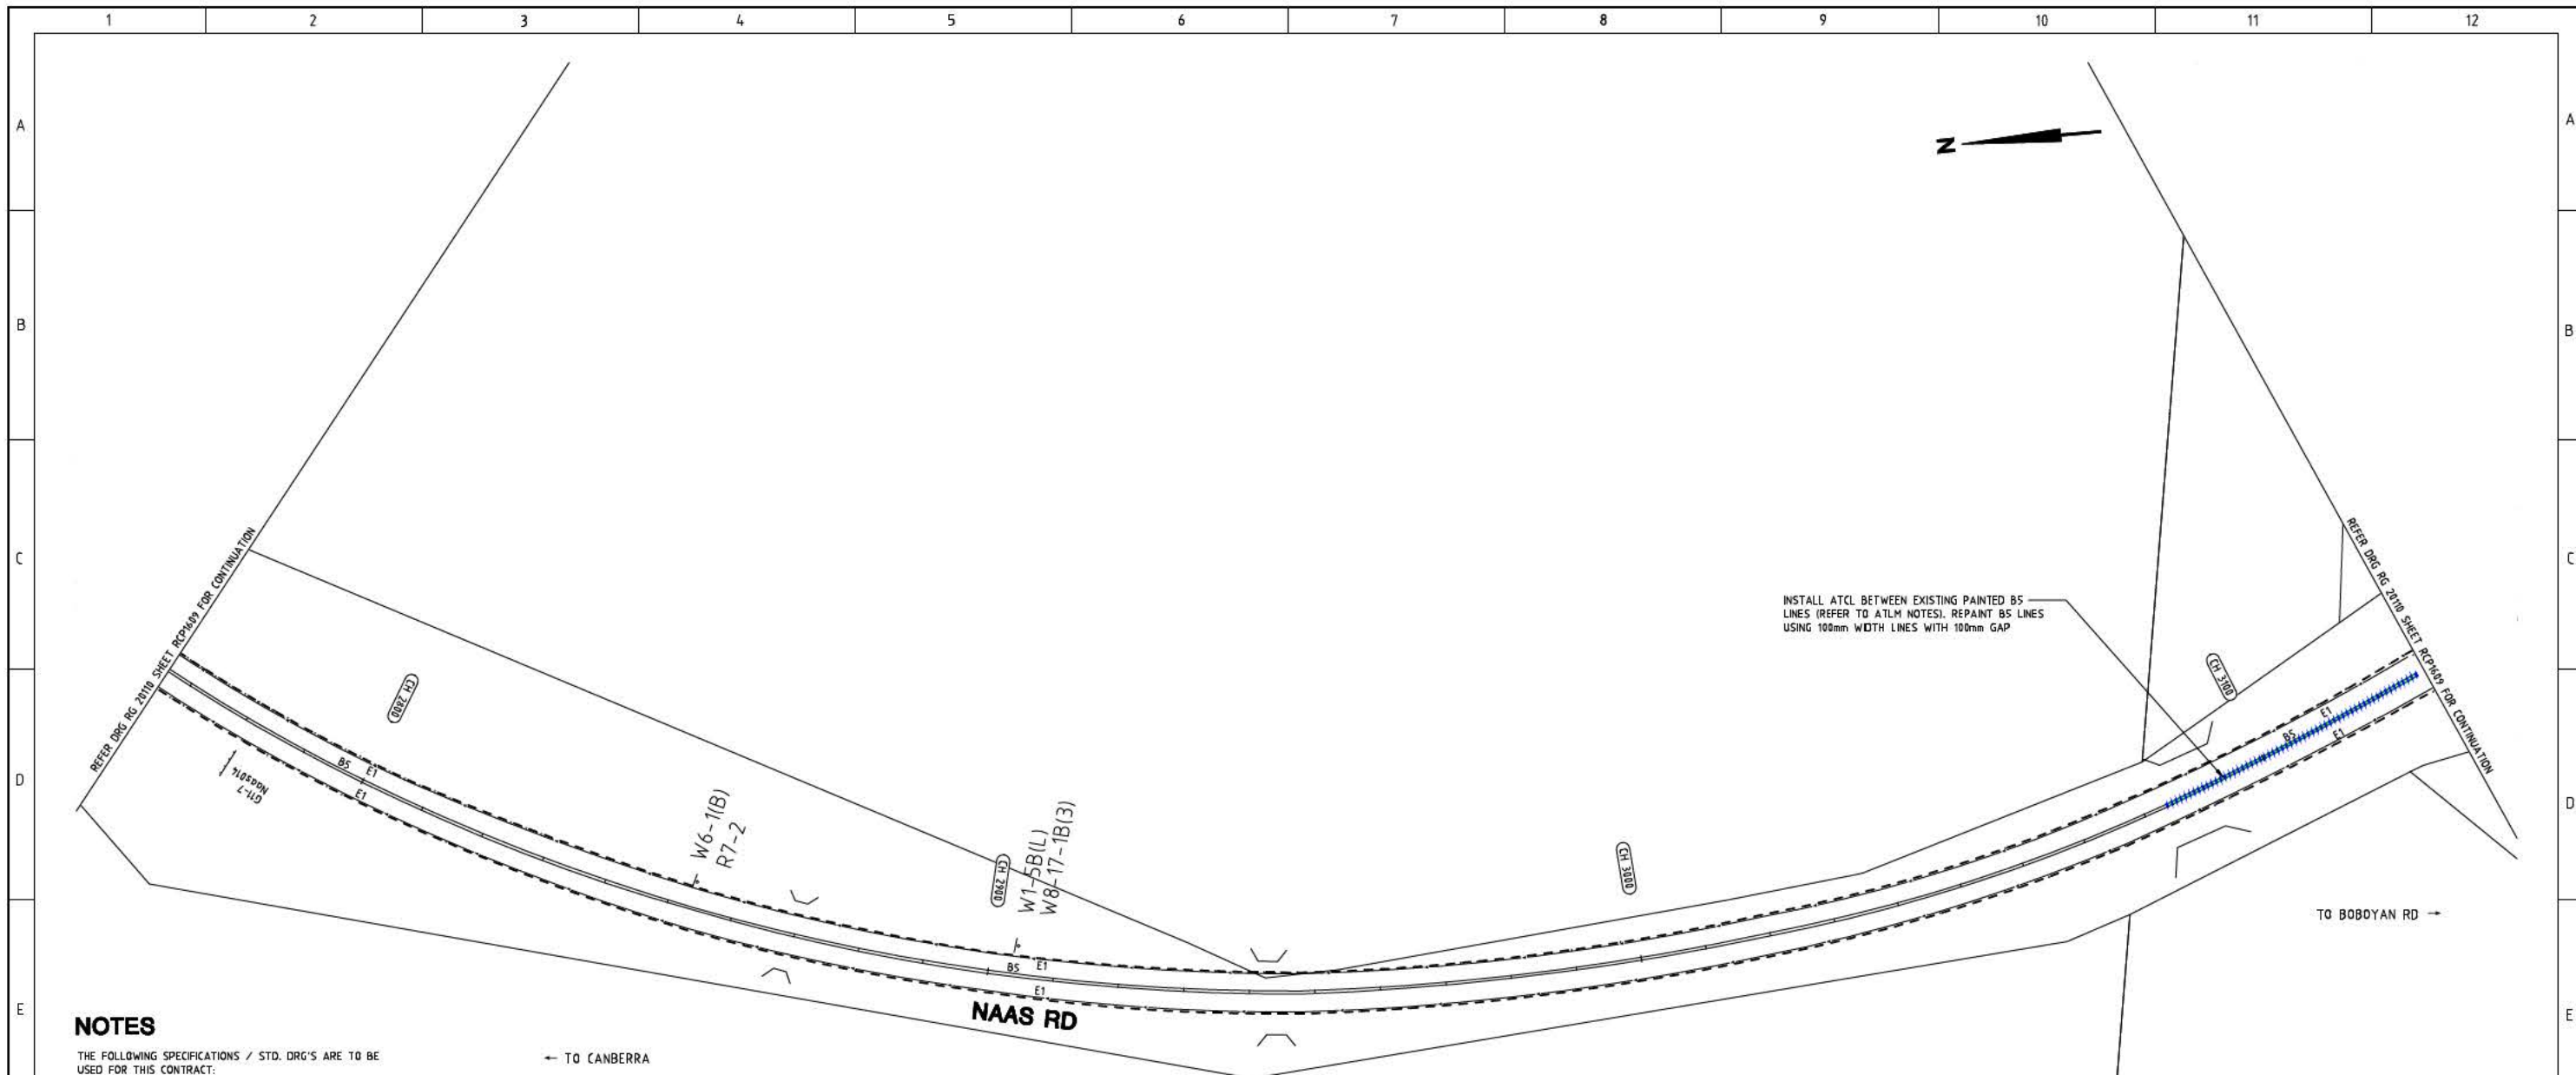 1 2 3 4 5 6 7 8 9 10 11 12
A
A
N
B
B
C
C
REFER DRG RG 20110 SHEET RCP1609 FOR CONTINUATION
REFER DRG RG 20110 SHEET RCP1609 FOR CONTINUATION
INSTALL ATCL BETWEEN EXISTING PAINTED B5
LINES (REFER TO ATLM NOTES). REPAINT B5 LINES
USING 100mm WIDTH LINES WITH 100mm GAP
CH 2800
CH 3100
E1
B5
E1
B5
E1
E1
D
D
G11-7
Naas014
W6-1(B)
R7-2
CH 2900
W1-5B(L)
W8-17-1B(3)
CH 3000
TO BOBOYAN RD →
B5
E1
E1
E
E
NAAS RD
NOTES
THE FOLLOWING SPECIFICATIONS / STD. DRG'S ARE TO BE
USED FOR THIS CONTRACT:
← TO CANBERRA